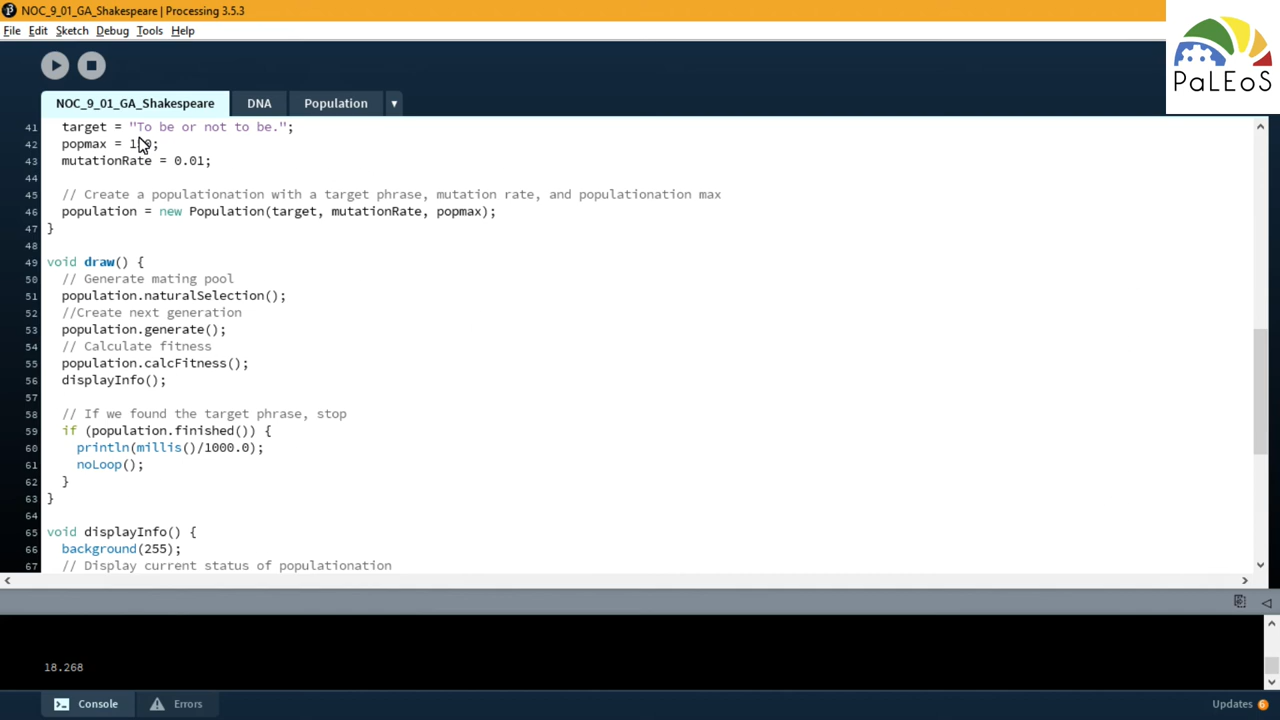 NOC_9_01_GA_Shakespeare | Processing 3.5.3
File Edit Sketch Debug Tools Help
PaLEoS
NOC_9_01_GA_Shakespeare DNA Population
41 target = "To be or not to be.";
42 popmax =
43 mutationRate = 0.01;
44
45 // Create a populationation with a target phrase, mutation rate, and populationation max
46 population = new Population(target, mutationRate, popmax);
47 }
48
49 void draw() {
50 // Generate mating pool
51 population.naturalSelection();
52 //Create next generation
53 population.generate();
54 // Calculate fitness
55 population.calcFitness();
56 displayInfo();
57
58 // If we found the target phrase, stop
59 if (population.finished()) {
60 println(millis()/1000.0);
61 noLoop();
62 }
63 }
64
65 void displayInfo() {
66 background(255);
67 // Display current status of populationation
18.268
Console Errors Updates 6